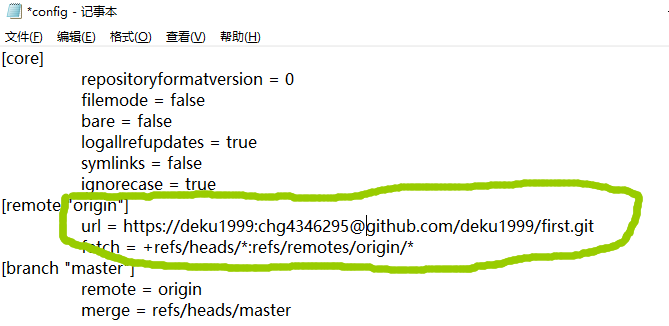 *config - 记事本
文件(F) 编辑(E) 格式(O) 查看(V) 帮助(H)
[core]
repositoryformatversion = 0
filemode = false
bare = false
logallrefupdates = true
symlinks = false
ignorecase = true
[remote "origin"]
url = https://deku1999:chg4346295@github.com/deku1999/first.git
fetch = +refs/heads/*:refs/remotes/origin/*
[branch "master"]
remote = origin
merge = refs/heads/master